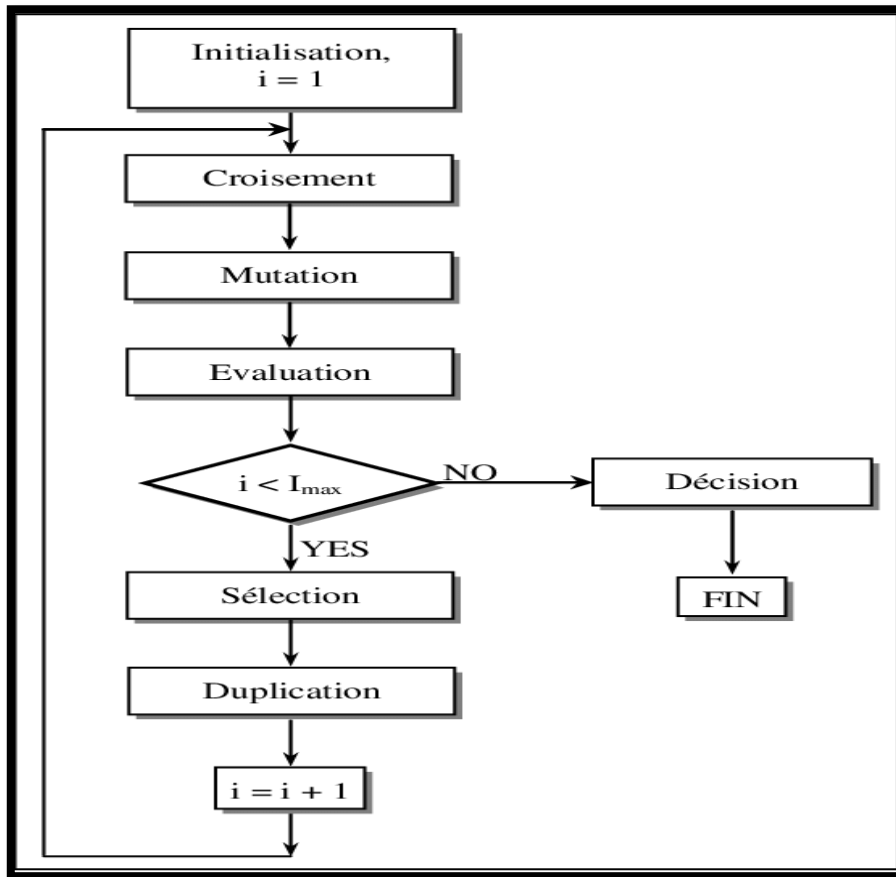 Initialisation,
i = 1
Croisement
Mutation
Evaluation
i < Imax
NO
Décision
YES
FIN
Sélection
Duplication
i = i + 1